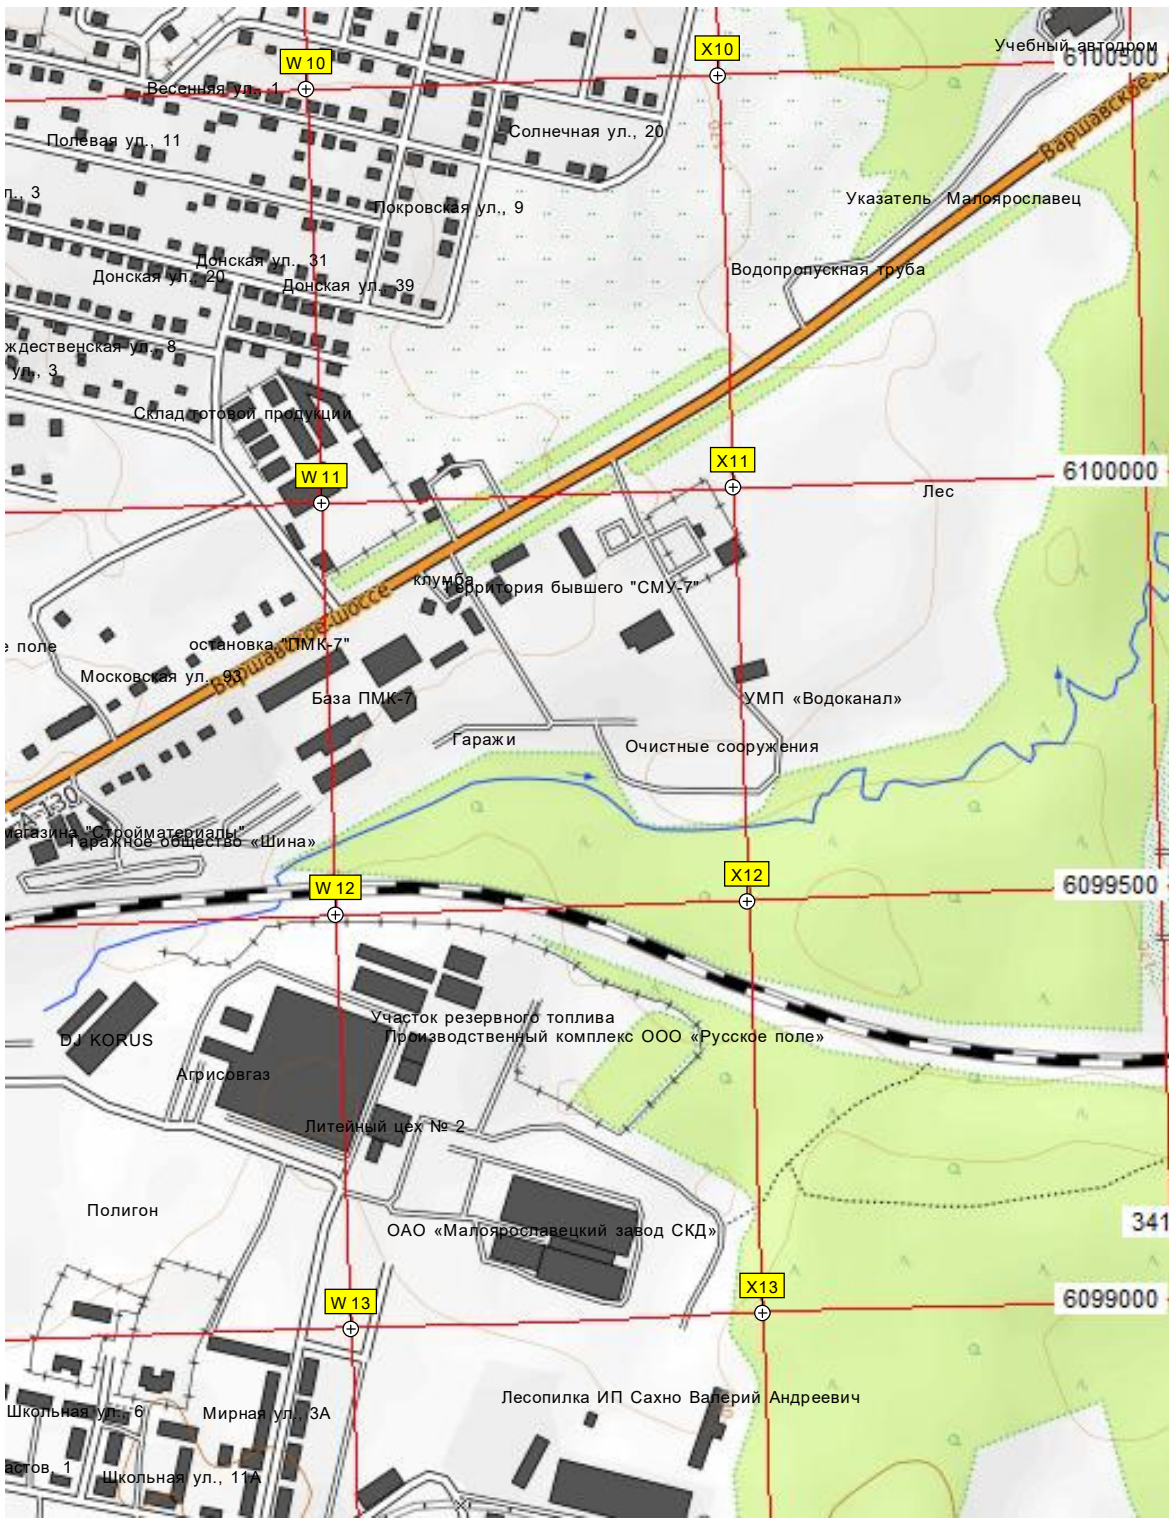 Учебный автодром
X10
W 10
6100500
Весенняя ул., 1
Варшавское
Солнечная ул., 20
Полевая ул., 11
л., 3
Указатель Малоярославец
Покровская ул., 9
Донская ул., 31
Водопропускная труба
Донская ул., 20
Донская ул., 39
ждественская ул., 8
ул., 3
Склад готовой продукции
X11
W 11
6100000
Лес
клумба
Территория бывшего "СМУ-7"
Варшавское шоссе
остановка "ПМК-7"
е поле
Московская ул., 93
База ПМК-7
УМП «Водоканал»
Гаражи
Очистные сооружения
А-130
магазина "Стройматериалы"
Гаражное общество «Шина»
X12
W 12
6099500
Участок резервного топлива
Производственный комплекс ООО «Русское поле»
DJ KORUS
Агрисовгаз
Литейный цех № 2
Полигон
341
ОАО «Малоярославецкий завод СКД»
X13
W 13
6099000
Лесопилка ИП Сахно Валерий Андреевич
Школьная ул., 6
Мирная ул., 3А
астов, 1
Школьная ул., 11А